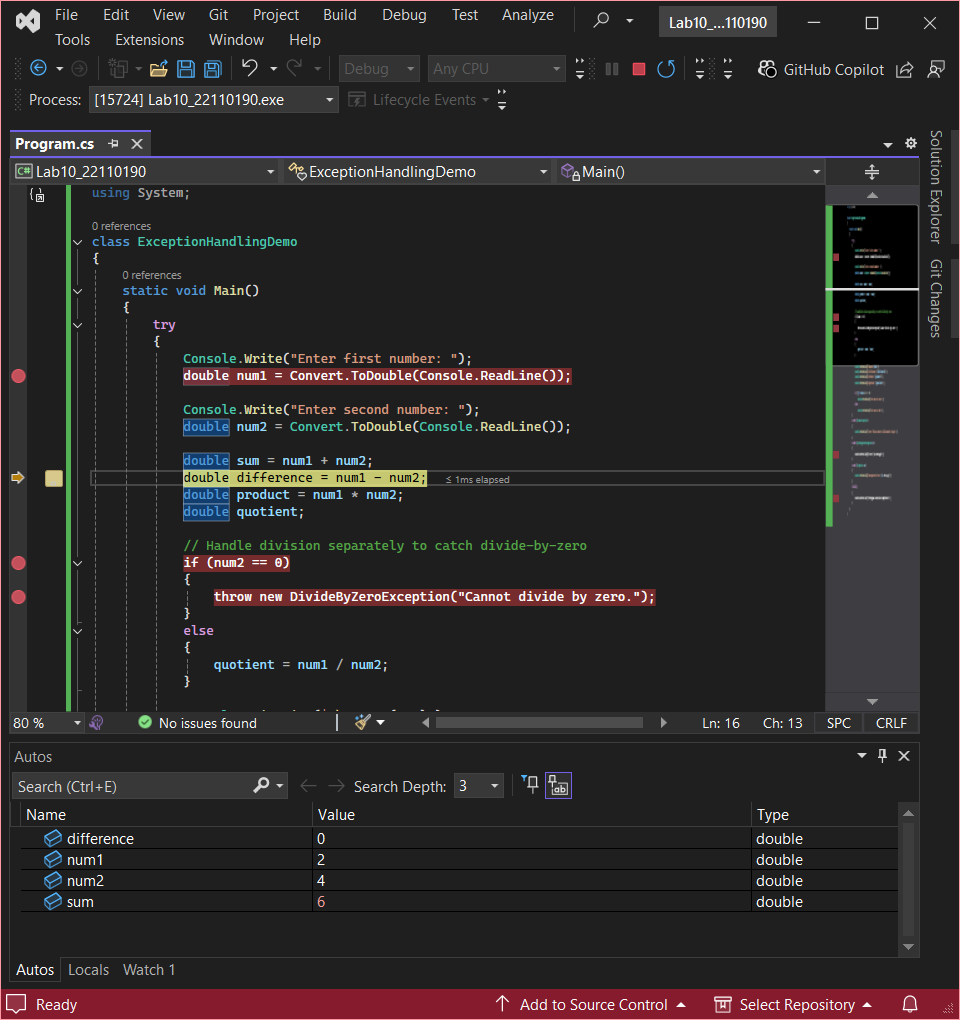 File Edit View Git Project Build Debug Test Analyze
Tools Extensions Window Help
Lab10_...110190
Debug Any CPU GitHub Copilot
Process: [15724] Lab10_22110190.exe Lifecycle Events
Program.cs
Lab10_22110190 ExceptionHandlingDemo Main()
Solution Explorer
Git Changes
using System;
0 references
class ExceptionHandlingDemo
{
0 references
static void Main()
{
try
{
Console.Write("Enter first number: ");
double num1 = Convert.ToDouble(Console.ReadLine());
Console.Write("Enter second number: ");
double num2 = Convert.ToDouble(Console.ReadLine());
double sum = num1 + num2;
double difference = num1 - num2; ≤ 1ms elapsed
double product = num1 * num2;
double quotient;
// Handle division separately to catch divide-by-zero
if (num2 == 0)
{
throw new DivideByZeroException("Cannot divide by zero.");
}
else
{
quotient = num1 / num2;
}
80 % No issues found Ln: 16 Ch: 13 SPC CRLF
Autos
Search (Ctrl+E) Search Depth: 3
Name Value Type
difference 0 double
num1 2 double
num2 4 double
sum 6 double
Autos Locals Watch 1
Ready Add to Source Control Select Repository